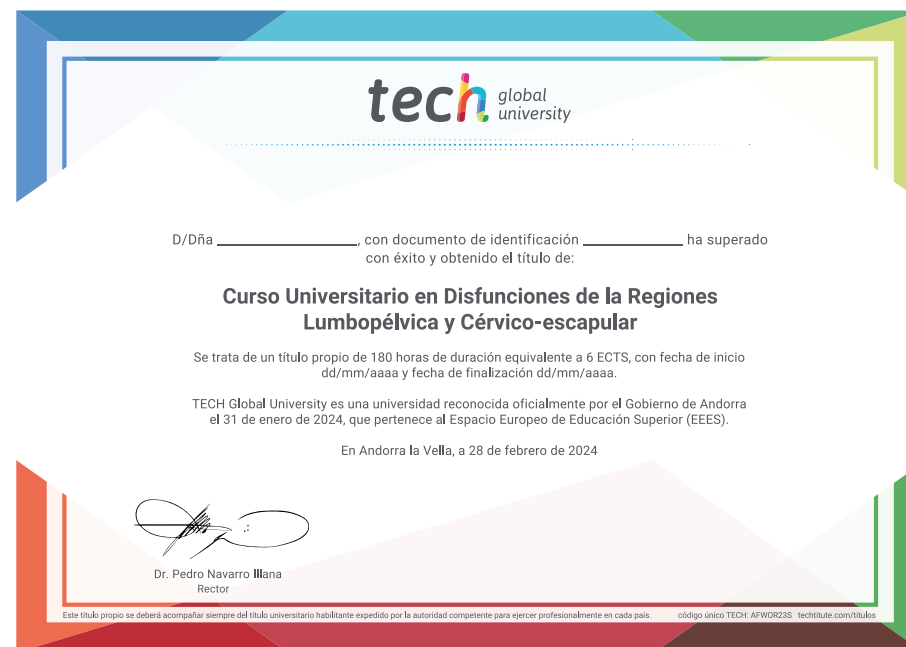 tech global university
D/Dña ____________________, con documento de identificación ______________ ha superado
con éxito y obtenido el título de:
Curso Universitario en Disfunciones de la Regiones
Lumbopélvica y Cérvico-escapular
Se trata de un título propio de 180 horas de duración equivalente a 6 ECTS, con fecha de inicio
dd/mm/aaaa y fecha de finalización dd/mm/aaaa.
TECH Global University es una universidad reconocida oficialmente por el Gobierno de Andorra
el 31 de enero de 2024, que pertenece al Espacio Europeo de Educación Superior (EEES).
En Andorra la Vella, a 28 de febrero de 2024
Dr. Pedro Navarro Illana
Rector
Este título propio se deberá acompañar siempre del título universitario habilitante expedido por la autoridad competente para ejercer profesionalmente en cada país. código único TECH: AFWOR23S techtitute.com/titulos